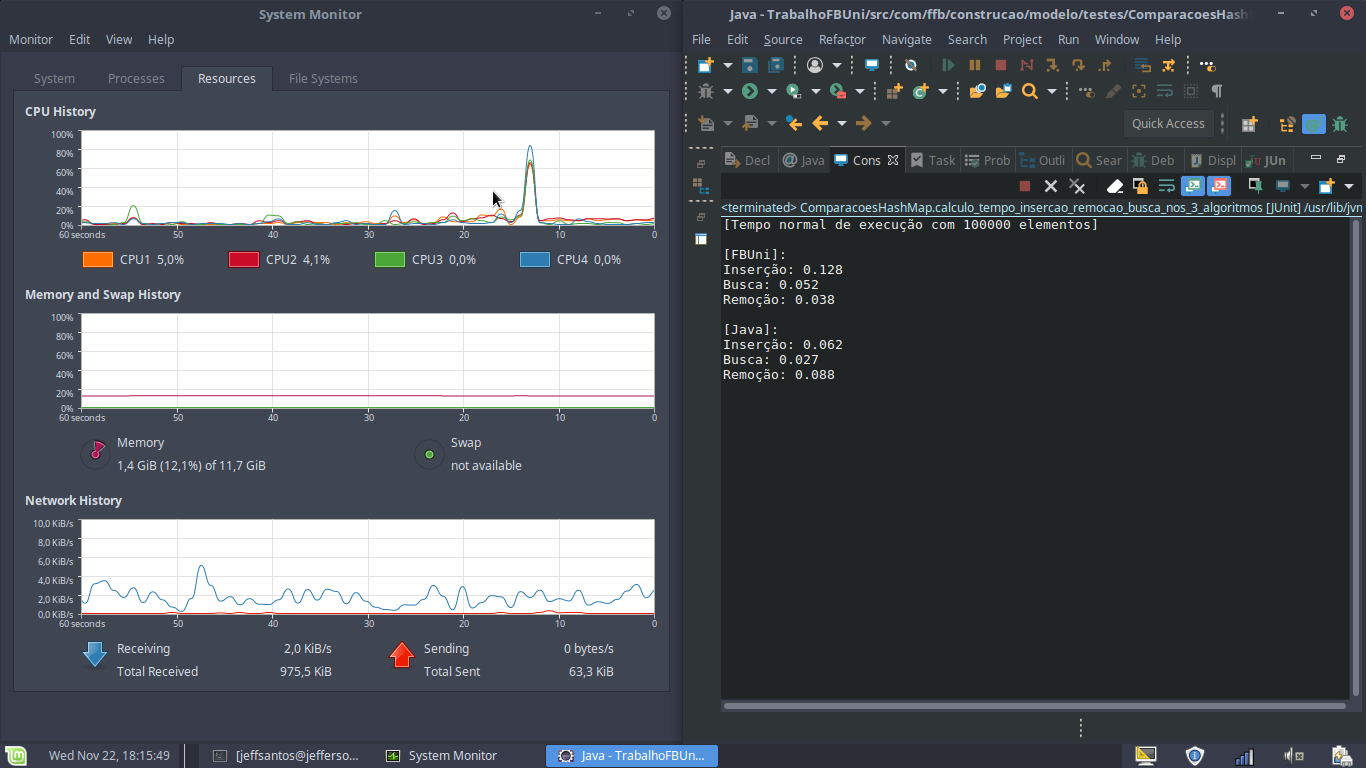 System Monitor
Monitor Edit View Help
System Processes Resources File Systems
CPU History
100%
80%
60%
40%
20%
0%
60 seconds 50 40 30 20 10 0
CPU1 5,0% CPU2 4,1% CPU3 0,0% CPU4 0,0%
Memory and Swap History
100%
80%
60%
40%
20%
0%
60 seconds 50 40 30 20 10 0
Memory
1,4 GiB (12,1%) of 11,7 GiB
Swap
not available
Network History
10,0 KiB/s
8,0 KiB/s
6,0 KiB/s
4,0 KiB/s
2,0 KiB/s
0,0 KiB/s
60 seconds 50 40 30 20 10 0
Receiving 2,0 KiB/s
Total Received 975,5 KiB
Sending 0 bytes/s
Total Sent 63,3 KiB
Java - TrabalhoFBUni/src/com/ffb/construcao/modelo/testes/ComparacoesHash
File Edit Source Refactor Navigate Search Project Run Window Help
Quick Access
Decl Java Cons Task Prob Outli Sear Deb Displ JUn
<terminated> ComparacoesHashMap.calculo_tempo_insercao_remocao_busca_nos_3_algoritmos [JUnit] /usr/lib/jvm
[Tempo normal de execução com 100000 elementos]
[FBUni]:
Inserção: 0.128
Busca: 0.052
Remoção: 0.038
[Java]:
Inserção: 0.062
Busca: 0.027
Remoção: 0.088
Wed Nov 22, 18:15:49 [jeffsantos@jefferso... System Monitor Java - TrabalhoFBUn...